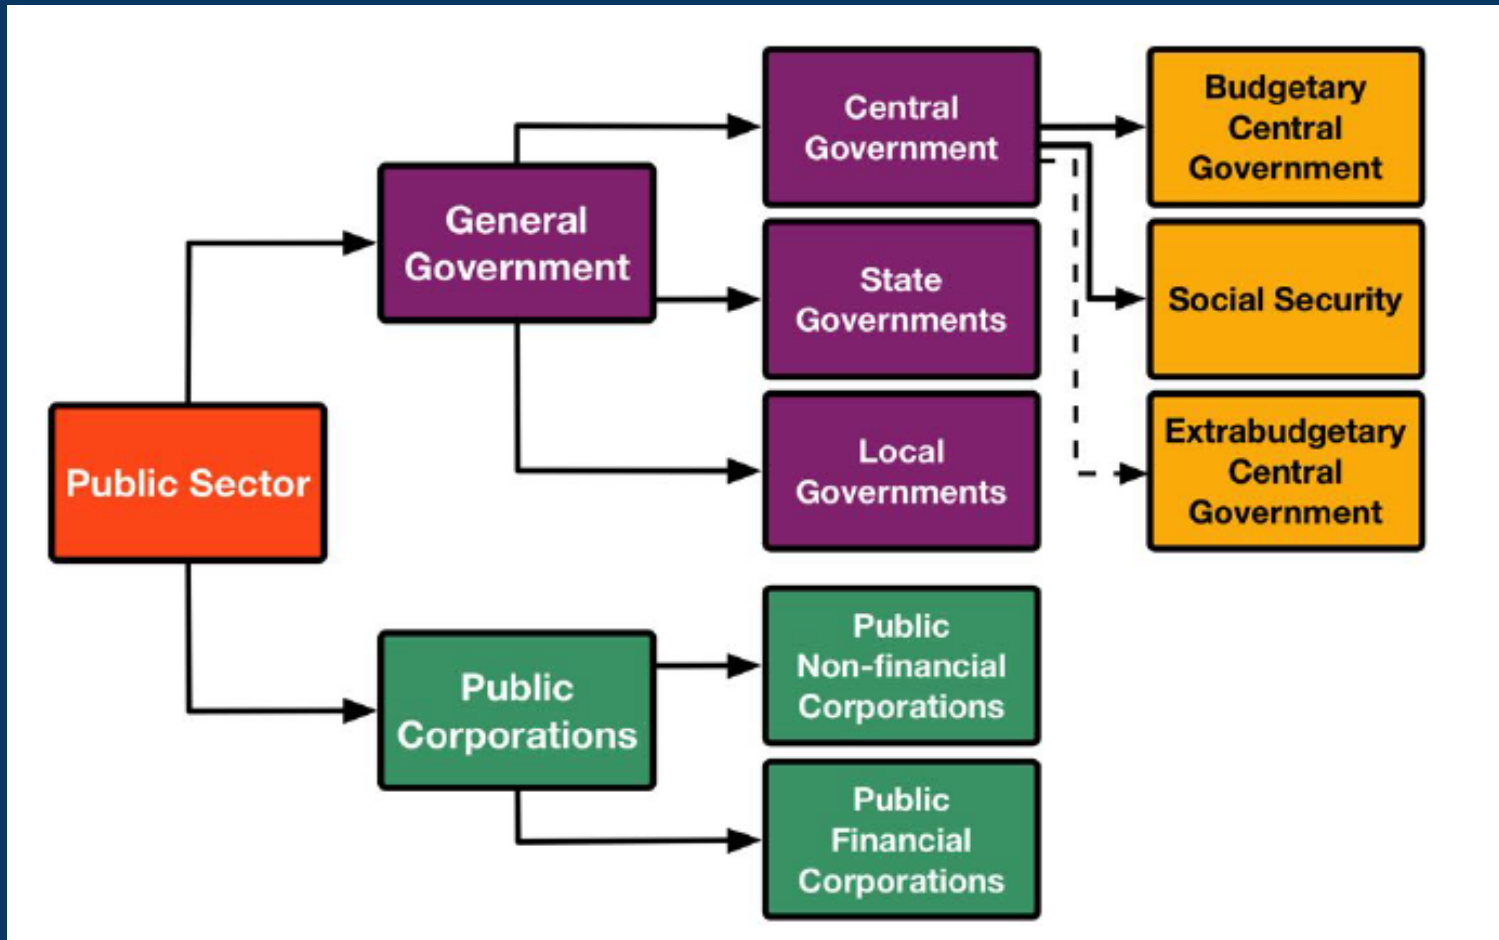 Public Sector
General
Government
Public
Corporations
Central
Government
State
Governments
Local
Governments
Public
Non-financial
Corporations
Public
Financial
Corporations
Budgetary
Central
Government
Social Security
Extrabudgetary
Central
Government